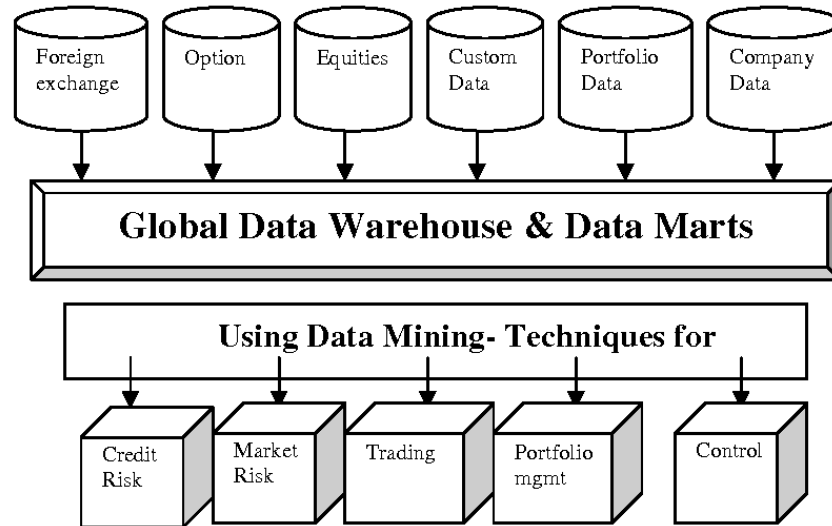 Foreign
exchange
Option
Equities
Custom
Data
Portfolio
Data
Company
Data
Global Data Warehouse & Data Marts
Using Data Mining- Techniques for
Credit
Risk
Market
Risk
Trading
Portfolio
mgmt
Control